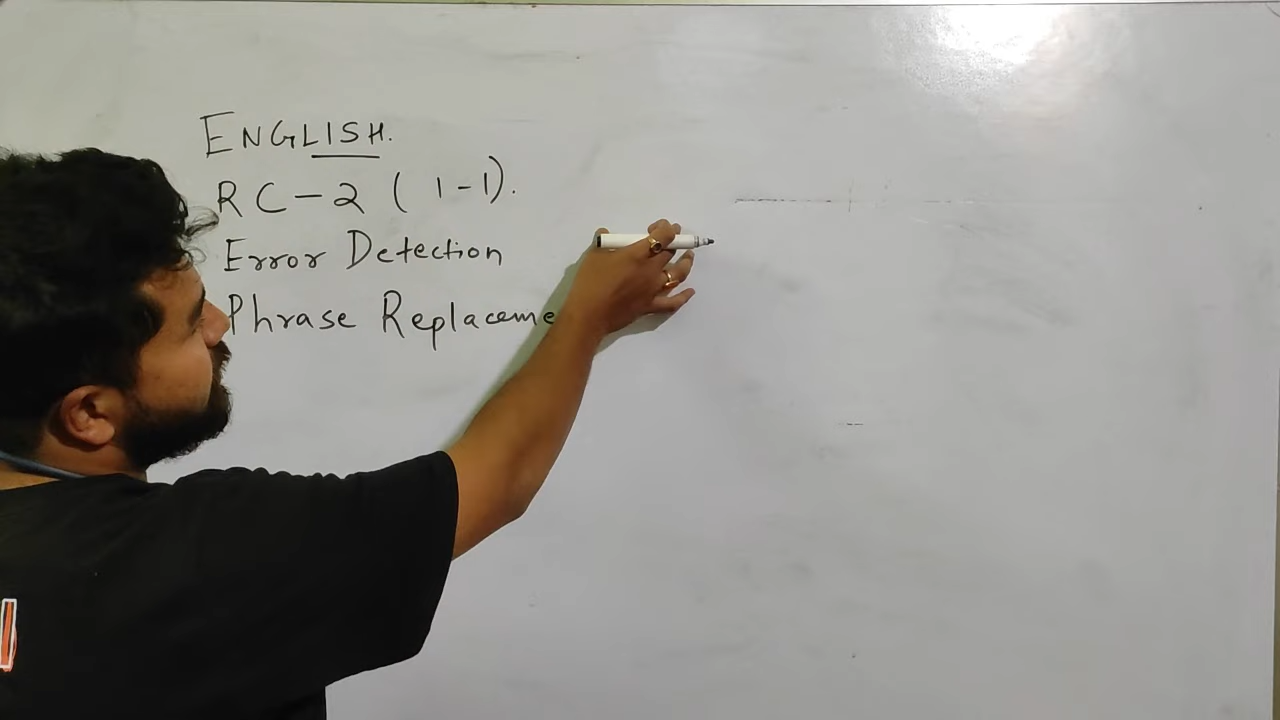 ENGLISH.
RC-2 (1-1).
Error Detection
Phrase Replaceme